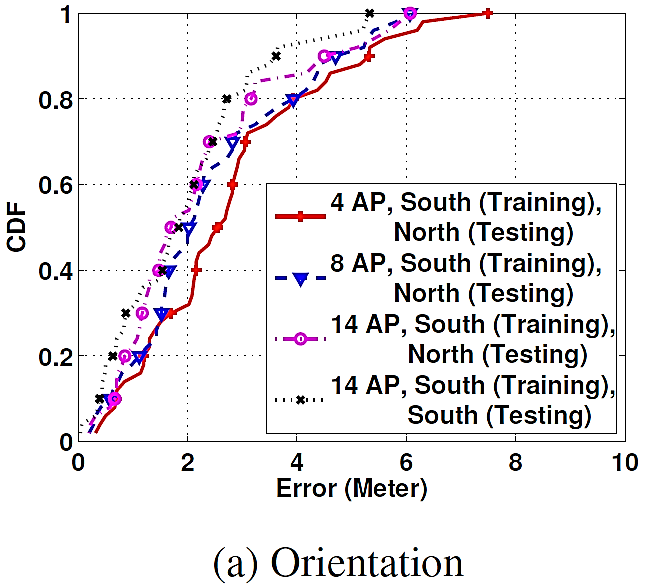 1
0.8
0.6
0.4
0.2
0
CDF
4 AP, South (Training),
North (Testing)
8 AP, South (Training),
North (Testing)
14 AP, South (Training),
North (Testing)
14 AP, South (Training),
South (Testing)
0 2 4 6 8 10
Error (Meter)
(a) Orientation